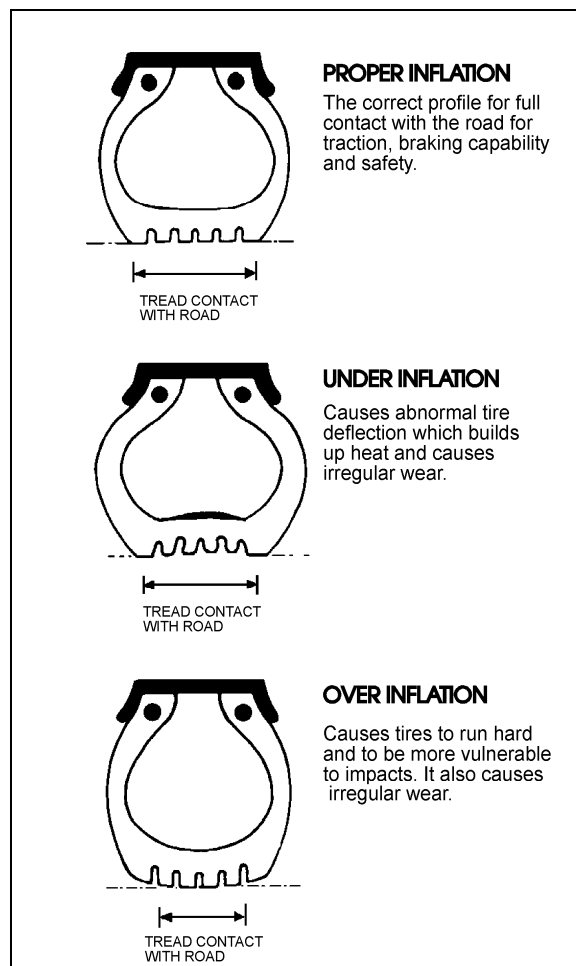 PROPER INFLATION
The correct profile for full
contact with the road for
traction, braking capability
and safety.
TREAD CONTACT
WITH ROAD
UNDER INFLATION
Causes abnormal tire
deflection which builds
up heat and causes
irregular wear.
TREAD CONTACT
WITH ROAD
OVER INFLATION
Causes tires to run hard
and to be more vulnerable
to impacts. It also causes
irregular wear.
TREAD CONTACT
WITH ROAD